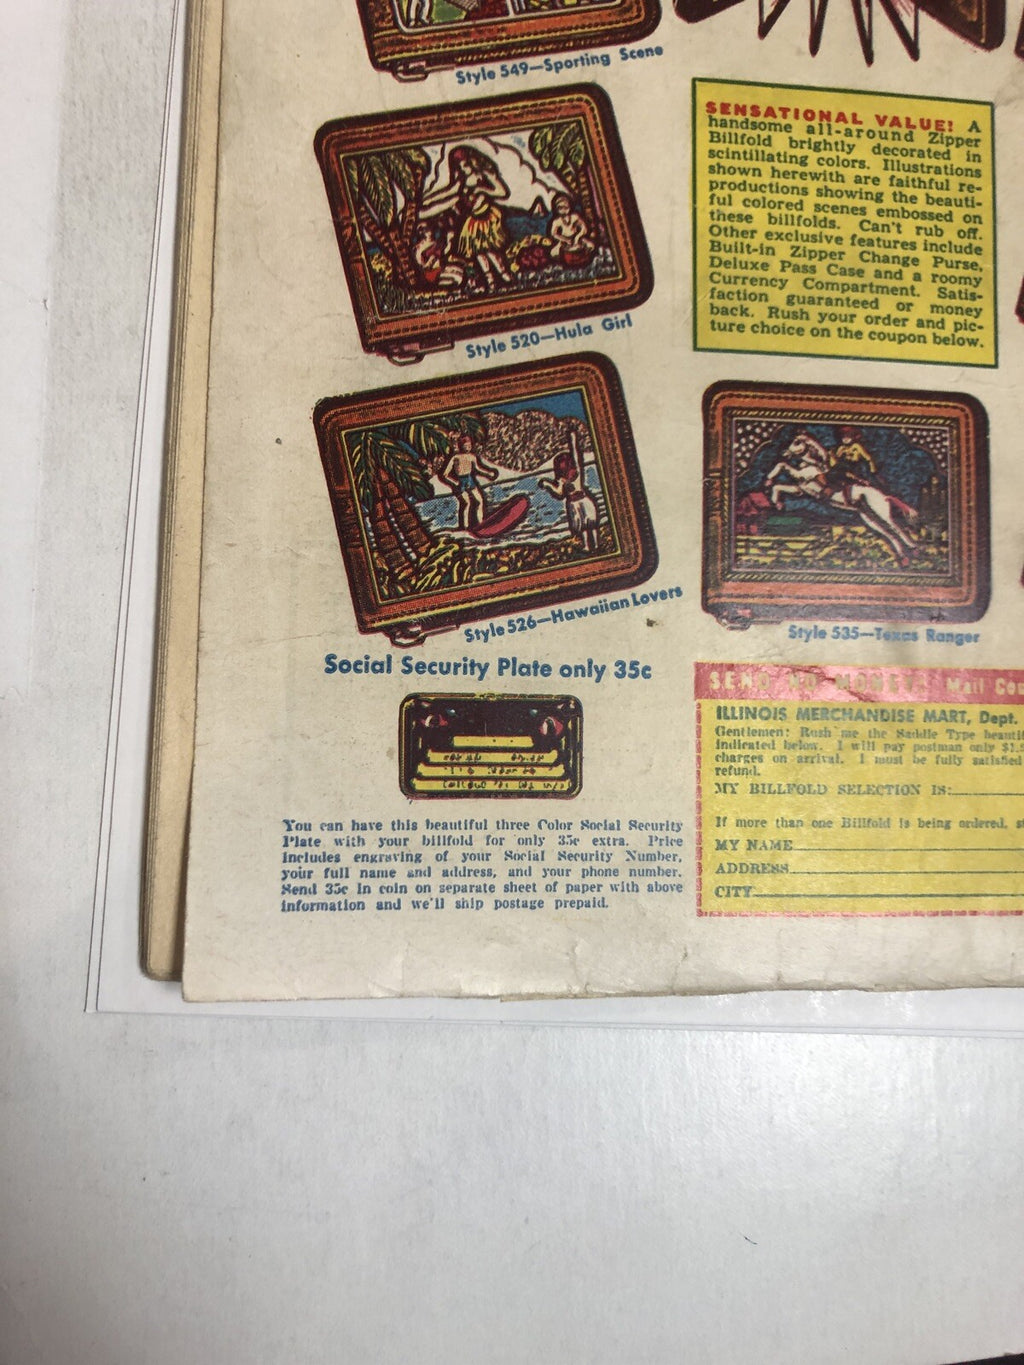 Style 549—Sporting Scene
SENSATIONAL VALUE! A
handsome all-around Zipper
Billfold brightly decorated in
scintillating colors. Illustrations
shown herewith are faithful re-
productions showing the beauti-
ful colored scenes embossed on
these billfolds. Can't rub off.
Other exclusive features include
Built-in Zipper Change Purse,
Deluxe Pass Case and a roomy
Currency Compartment. Satis-
faction guaranteed or money
back. Rush your order and pic-
ture choice on the coupon below.
Style 520—Hula Girl
Style 526—Hawaiian Lovers
Style 535—Texas Ranger
Social Security Plate only 35c
You can have this beautiful three Color Social Security
Plate with your billfold for only 35c extra. Price
includes engraving of your Social Security Number,
your full name and address, and your phone number.
Send 35c in coin on separate sheet of paper with above
information and we'll ship postage prepaid.
SEND NO MONEY! Mail
ILLINOIS MERCHANDISE MART, Dept.
Gentlemen: Rush me the Saddle Type
indicated below. I will pay postman only
charges on arrival. I must be fully satisfied
refund.
MY BILLFOLD SELECTION IS:
If more than one Billfold is being ordered,
MY NAME
ADDRESS
CITY